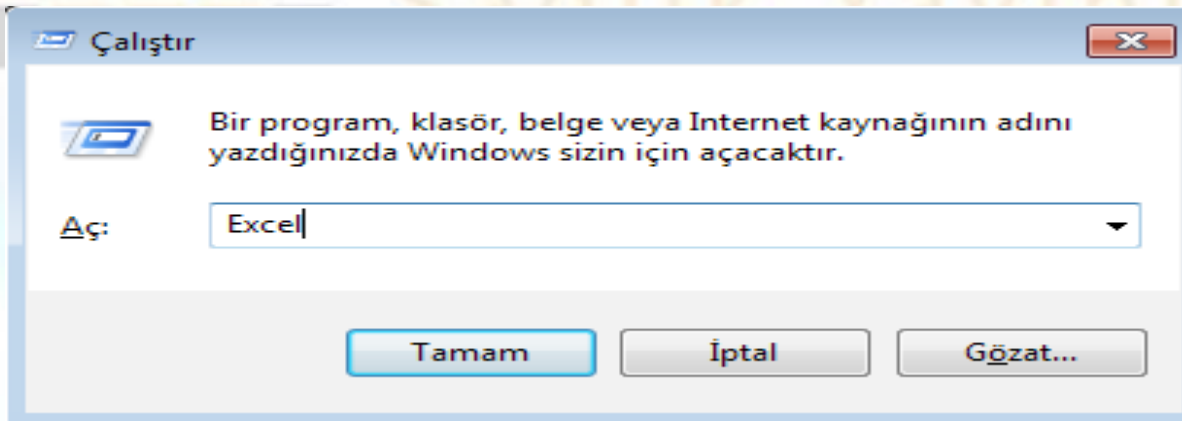 Çalıştır
Bir program, klasör, belge veya Internet kaynağının adını
yazdığınızda Windows sizin için açacaktır.
Aç: Excel
Tamam İptal Gözat...